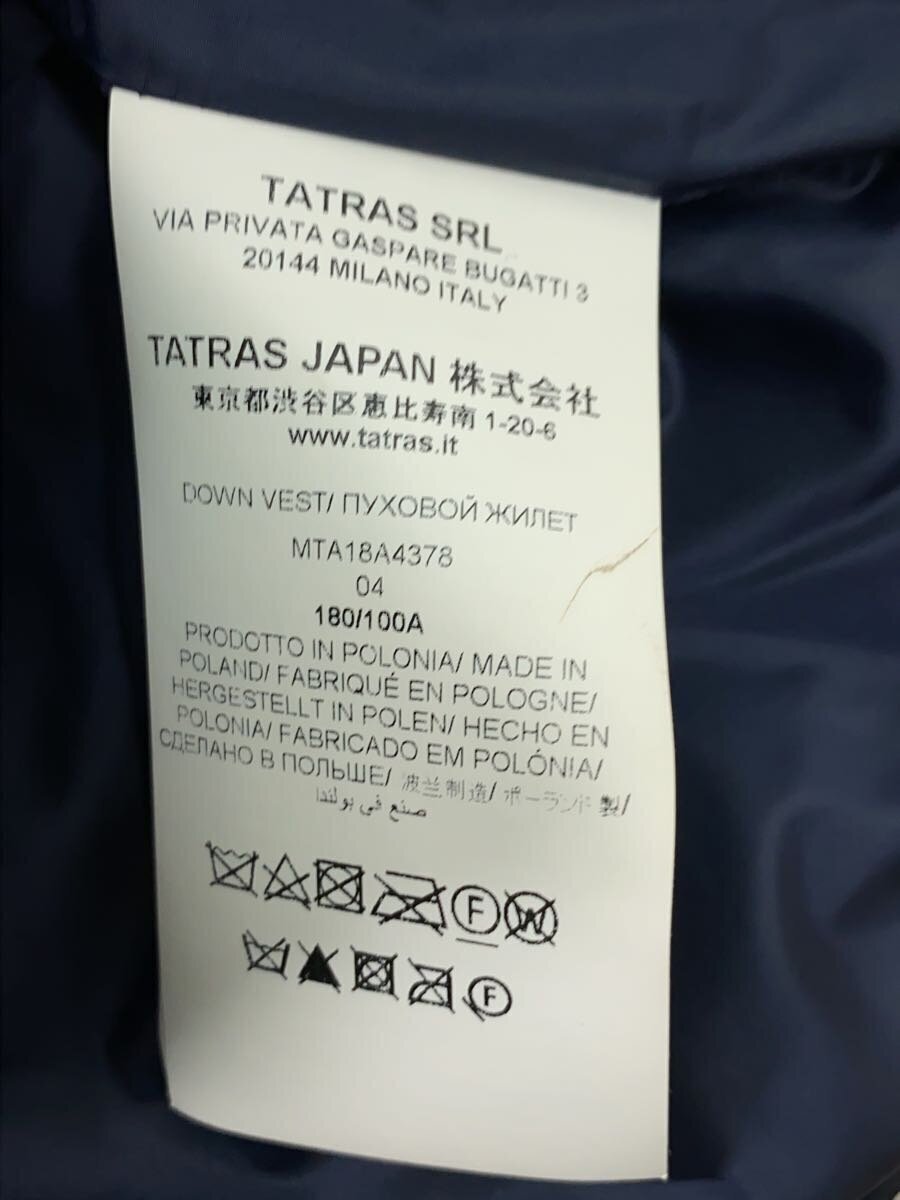 TATRAS SRL
VIA PRIVATA GASPARE BUGATTI 3
20144 MILANO ITALY
TATRAS JAPAN 株式会社
東京都渋谷区恵比寿南 1-20-6
www.tatras.it
DOWN VEST/ ПУХОВОЙ ЖИЛЕТ
MTA18A4378
04
180/100A
PRODOTTO IN POLONIA/ MADE IN
POLAND/ FABRIQUÉ EN POLOGNE/
HERGESTELLT IN POLEN/ HECHO EN
POLONIA/ FABRICADO EM POLÓNIA/
СДЕЛАНО В ПОЛЬШЕ/ 波兰制造/ ポーランド製/
صنع في بولندا
F W
F